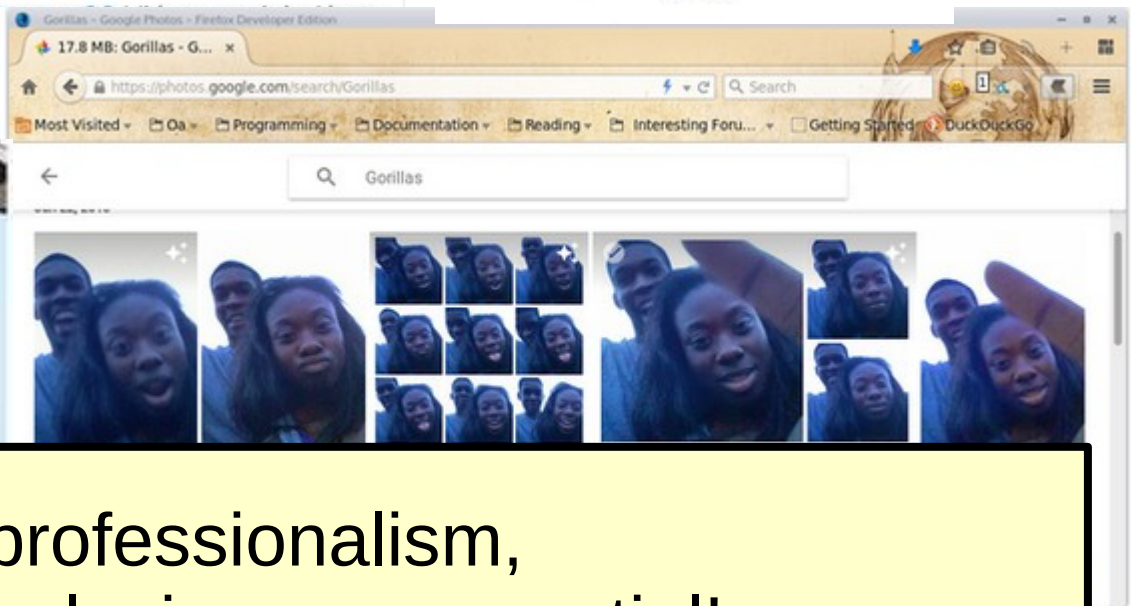 Gorillas - Google Photos - Firefox Developer Edition
17.8 MB: Gorillas - G... ×
https://photos.google.com/search/Gorillas
Search
1
Most Visited
Oa
Programming
Documentation
Reading
Interesting Foru...
Getting Started
DuckDuckGo
Gorillas
professionalism,